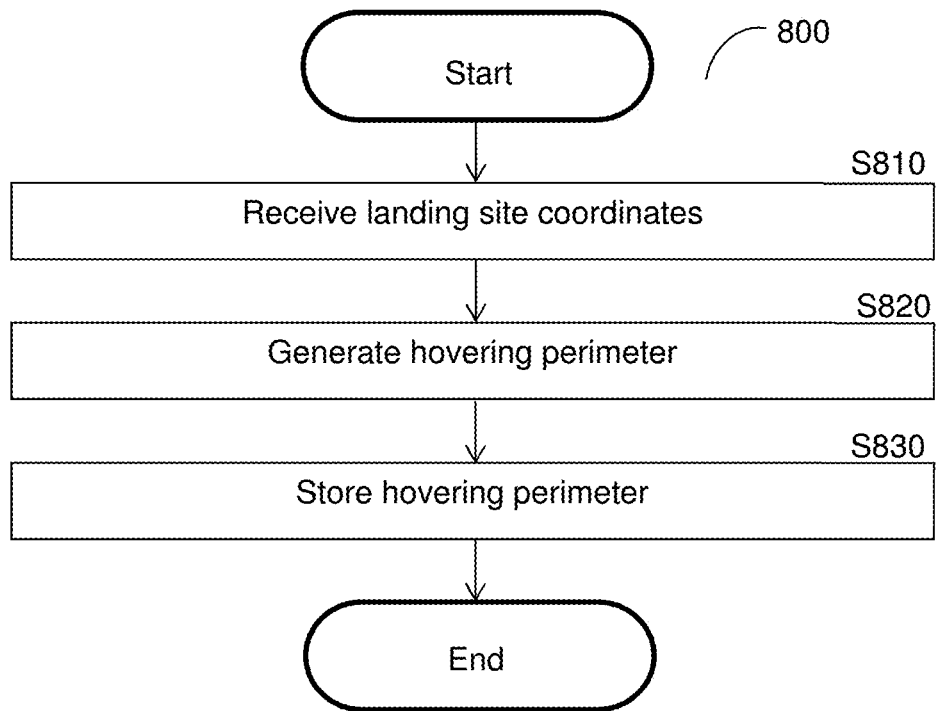 800
Start
S810
Receive landing site coordinates
S820
Generate hovering perimeter
S830
Store hovering perimeter
End